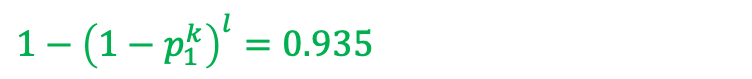 1 − (1 − p₁ᵏ)ˡ = 0.935